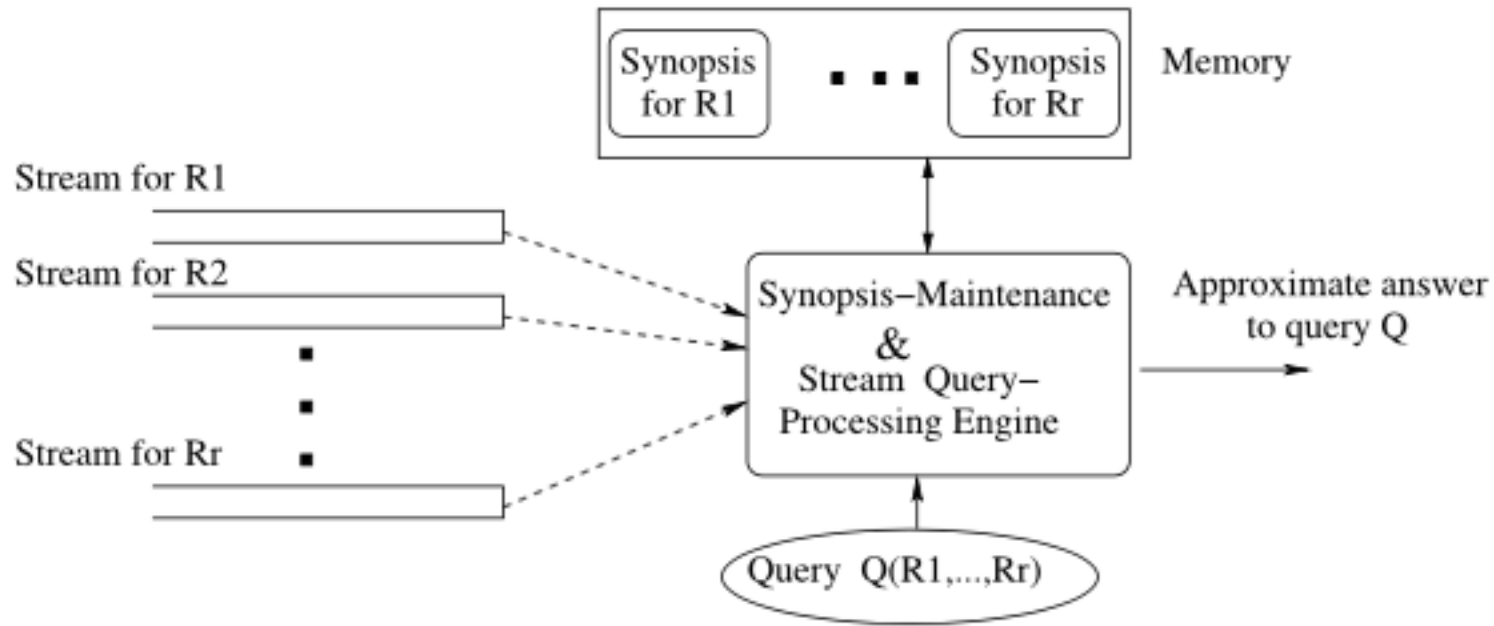 Synopsis
for R1
Synopsis
for Rr
Memory
Stream for R1
Stream for R2
Stream for Rr
Synopsis−Maintenance
&
Stream Query−
Processing Engine
Approximate answer
to query Q
Query Q(R1,...,Rr)